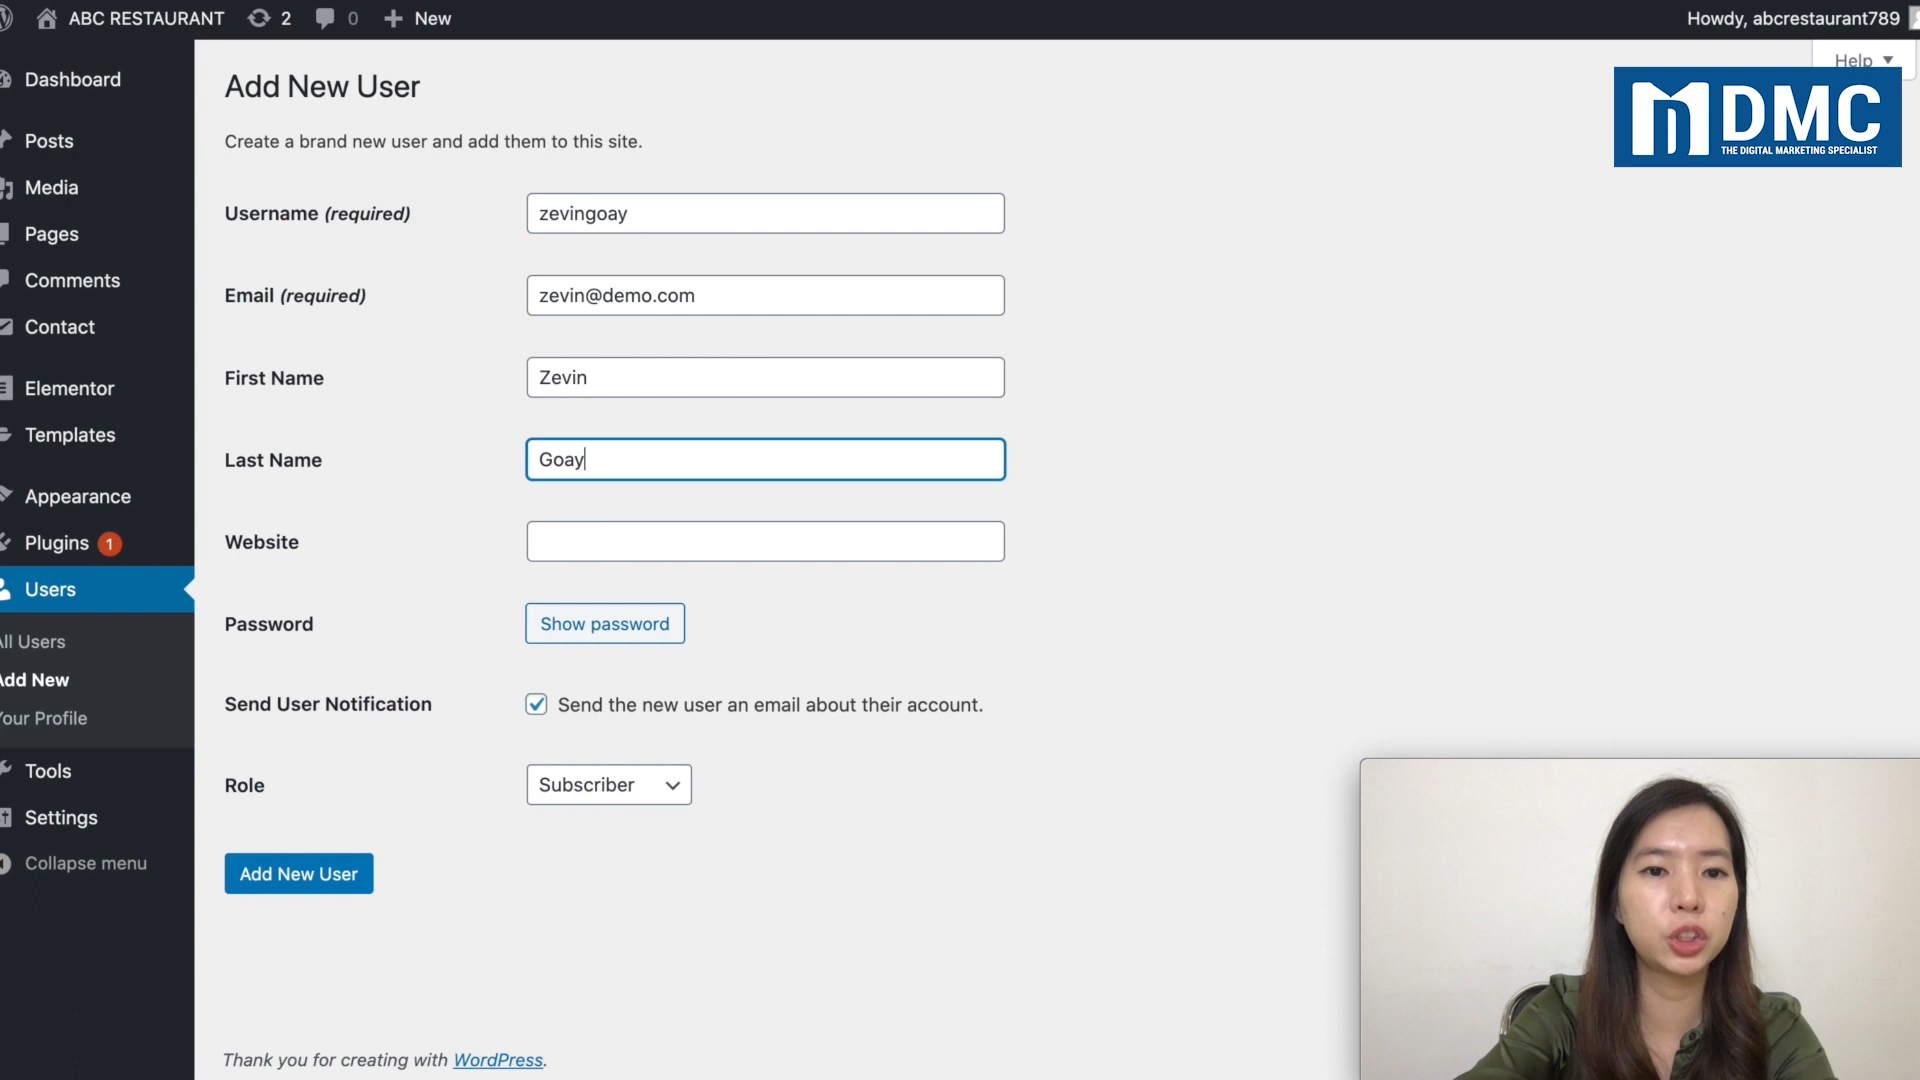 ABC RESTAURANT 2 0 New Howdy, abcrestaurant789
Help
DMC
THE DIGITAL MARKETING SPECIALIST
Dashboard
Posts
Media
Pages
Comments
Contact
Elementor
Templates
Appearance
Plugins 1
Users
All Users
Add New
Your Profile
Tools
Settings
Collapse menu
Add New User
Create a brand new user and add them to this site.
Username (required) zevingoay
Email (required) zevin@demo.com
First Name Zevin
Last Name Goay
Website
Password Show password
Send User Notification Send the new user an email about their account.
Role Subscriber
Add New User
Thank you for creating with WordPress.